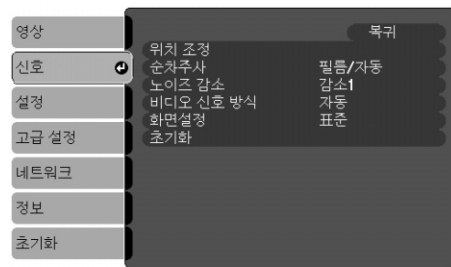 영상
신호
설정
고급 설정
네트워크
정보
초기화
복귀
위치 조정
순차주사 필름/자동
노이즈 감소 감소1
비디오 신호 방식 자동
화면설정 표준
초기화